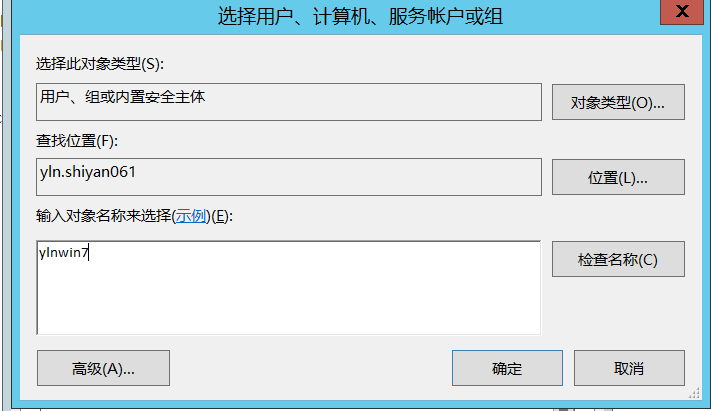 选择用户、计算机、服务帐户或组
选择此对象类型(S):
用户、组或内置安全主体
对象类型(O)...
查找位置(F):
yln.shiyan061
位置(L)...
输入对象名称来选择(示例)(E):
ylnwin7
检查名称(C)
高级(A)...
确定
取消